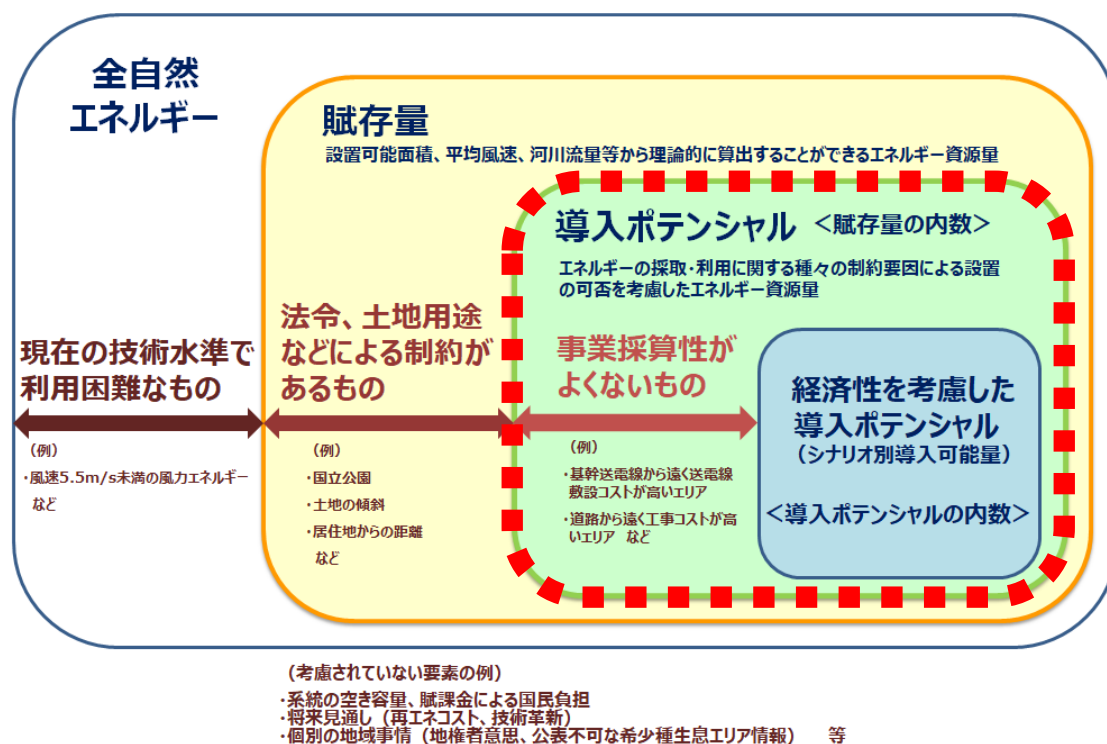 全自然
エネルギー
賦存量
設置可能面積、平均風速、河川流量等から理論的に算出することができるエネルギー資源量
導入ポテンシャル <賦存量の内数>
エネルギーの採取・利用に関する種々の制約要因による設置
の可否を考慮したエネルギー資源量
現在の技術水準で
利用困難なもの
(例)
・風速5.5m/s未満の風力エネルギー
など
法令、土地用途
などによる制約が
あるもの
(例)
・国立公園
・土地の傾斜
・居住地からの距離
など
事業採算性が
よくないもの
(例)
・基幹送電線から遠く送電線
敷設コストが高いエリア
・道路から遠く工事コストが高
いエリア など
経済性を考慮した
導入ポテンシャル
(シナリオ別導入可能量)
<導入ポテンシャルの内数>
(考慮されていない要素の例)
・系統の空き容量、賦課金による国民負担
・将来見通し(再エネコスト、技術革新)
・個別の地域事情(地権者意思、公表不可な希少種生息エリア情報) 等